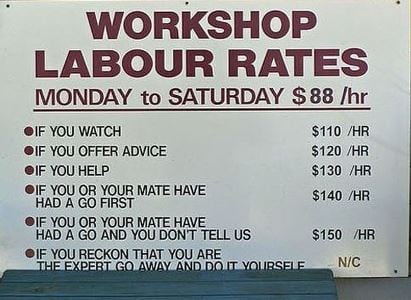 WORKSHOP
LABOUR RATES
MONDAY to SATURDAY $88 /hr
IF YOU WATCH $110 /HR
IF YOU OFFER ADVICE $120 /HR
IF YOU HELP $130 /HR
IF YOU OR YOUR MATE HAVE
HAD A GO FIRST $140 /HR
IF YOU OR YOUR MATE HAVE
HAD A GO AND YOU DON'T TELL US $150 /HR
IF YOU RECKON THAT YOU ARE
THE EXPERT GO AWAY AND DO IT YOURSELF N/C